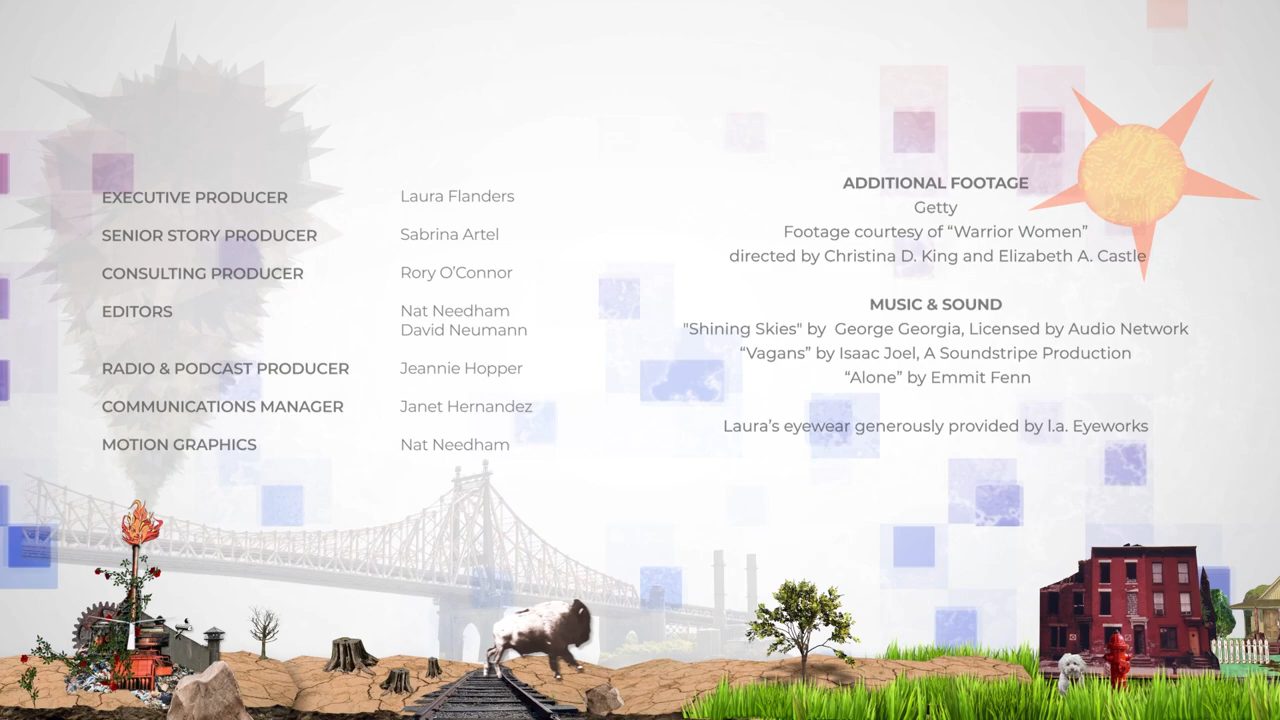 EXECUTIVE PRODUCER Laura Flanders
SENIOR STORY PRODUCER Sabrina Artel
CONSULTING PRODUCER Rory O’Connor
EDITORS Nat Needham
David Neumann
RADIO & PODCAST PRODUCER Jeannie Hopper
COMMUNICATIONS MANAGER Janet Hernandez
MOTION GRAPHICS Nat Needham
ADDITIONAL FOOTAGE
Getty
Footage courtesy of “Warrior Women”
directed by Christina D. King and Elizabeth A. Castle
MUSIC & SOUND
"Shining Skies" by George Georgia, Licensed by Audio Network
“Vagans” by Isaac Joel, A Soundstripe Production
“Alone” by Emmit Fenn
Laura’s eyewear generously provided by l.a. Eyeworks